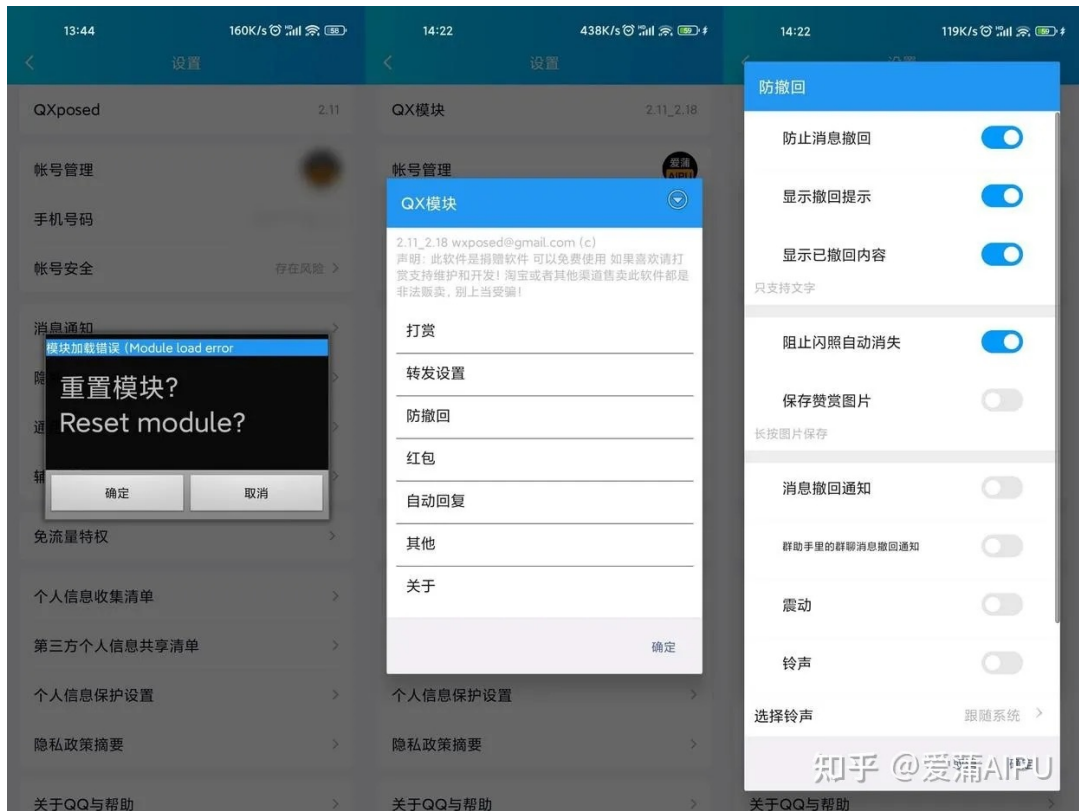 13:44
160K/s
58
设置
QXposed
2.11
帐号管理
手机号码
帐号安全
存在风险
消息通知
隐
通
辅
模块加载错误 (Module load error
重置模块?
Reset module?
确定
取消
免流量特权
个人信息收集清单
第三方个人信息共享清单
个人信息保护设置
隐私政策摘要
关于QQ与帮助
14:22
438K/s
设置
QX模块
2.11_2.18
帐号管理
爱蒲
AIPU
QX模块
2.11_2.18 wxposed@gmail.com (c)
声明: 此软件是捐赠软件 可以免费使用 如果喜欢请打
赏支持维护和开发! 淘宝或者其他渠道售卖此软件都是
非法贩卖, 别上当受骗!
打赏
转发设置
防撤回
红包
自动回复
其他
关于
确定
个人信息保护设置
隐私政策摘要
关于QQ与帮助
14:22
119K/s
设置
防撤回
防止消息撤回
显示撤回提示
显示已撤回内容
只支持文字
阻止闪照自动消失
保存赞赏图片
长按图片保存
消息撤回通知
群助手里的群聊消息撤回通知
震动
铃声
选择铃声
跟随系统
知乎 @爱蒲AIPU
关于QQ与帮助